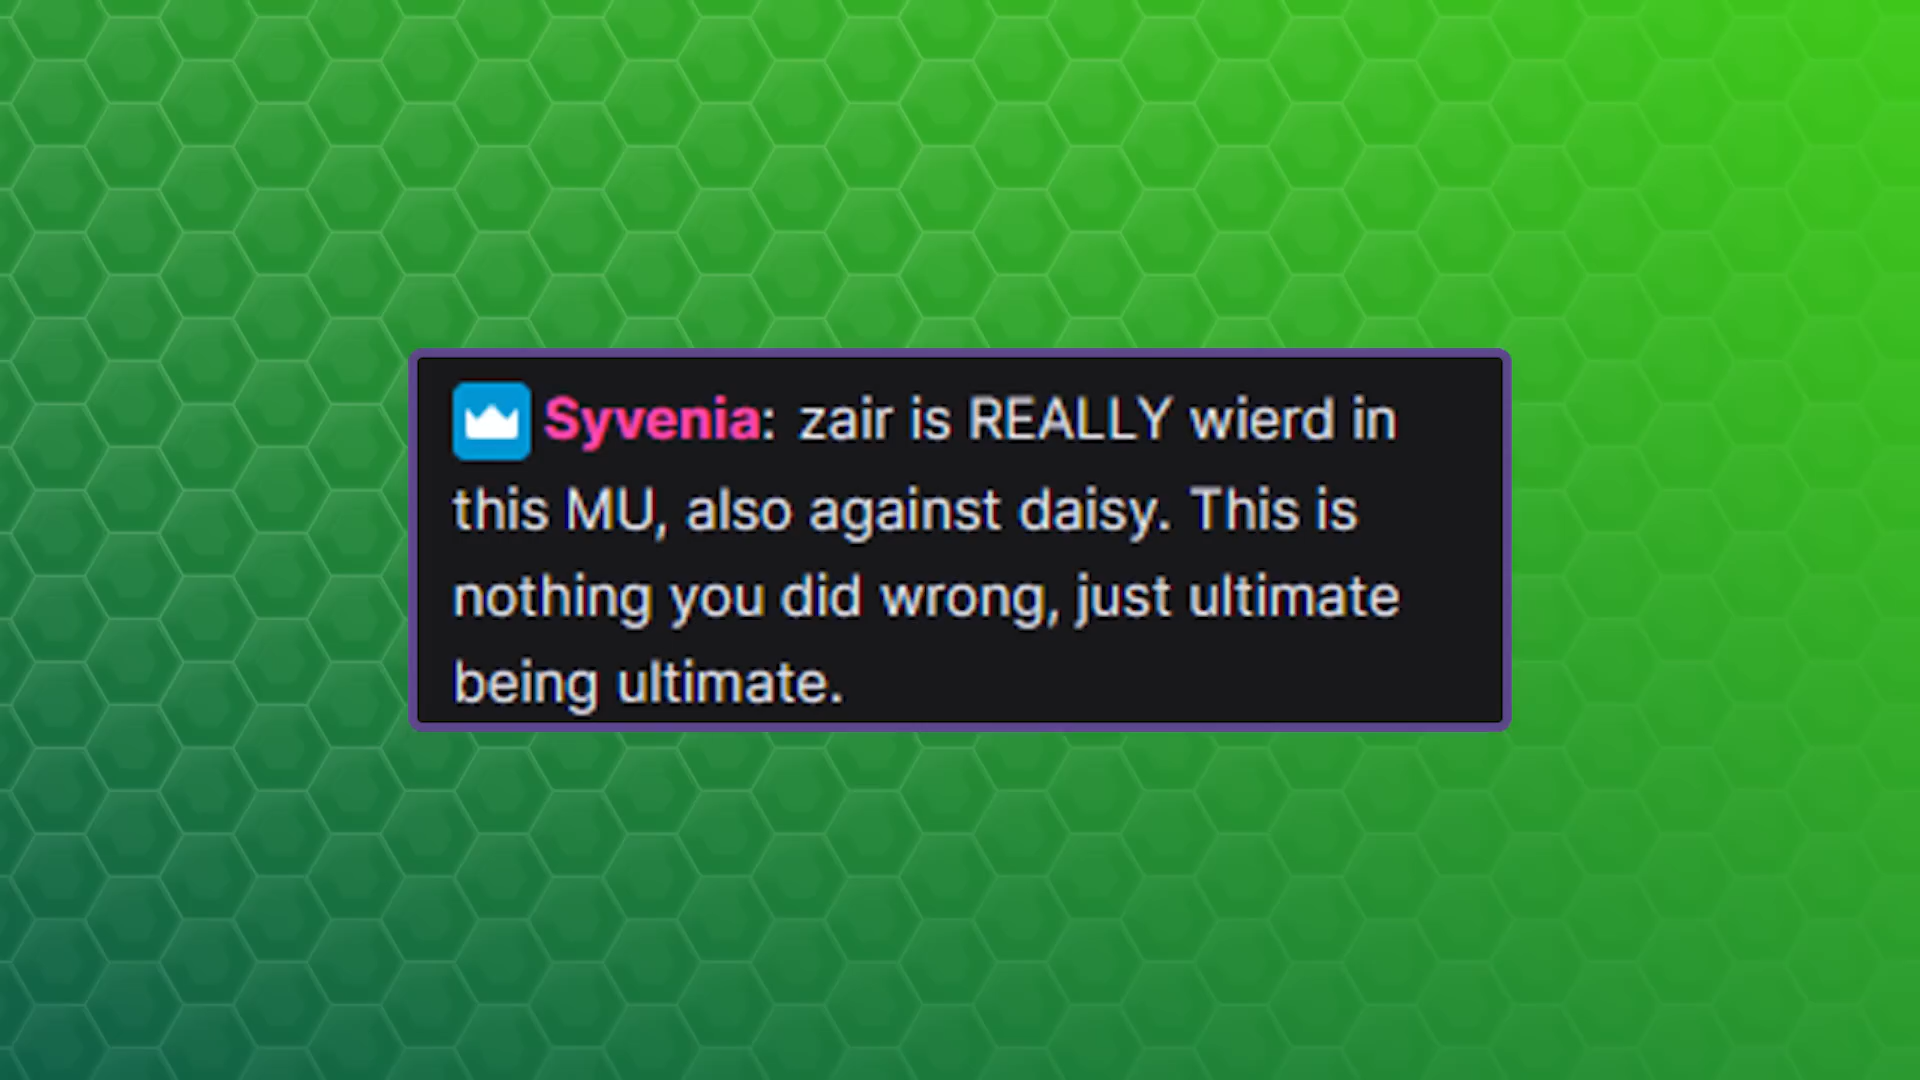 Syvenia: zair is REALLY wierd in
this MU, also against daisy. This is
nothing you did wrong, just ultimate
being ultimate.